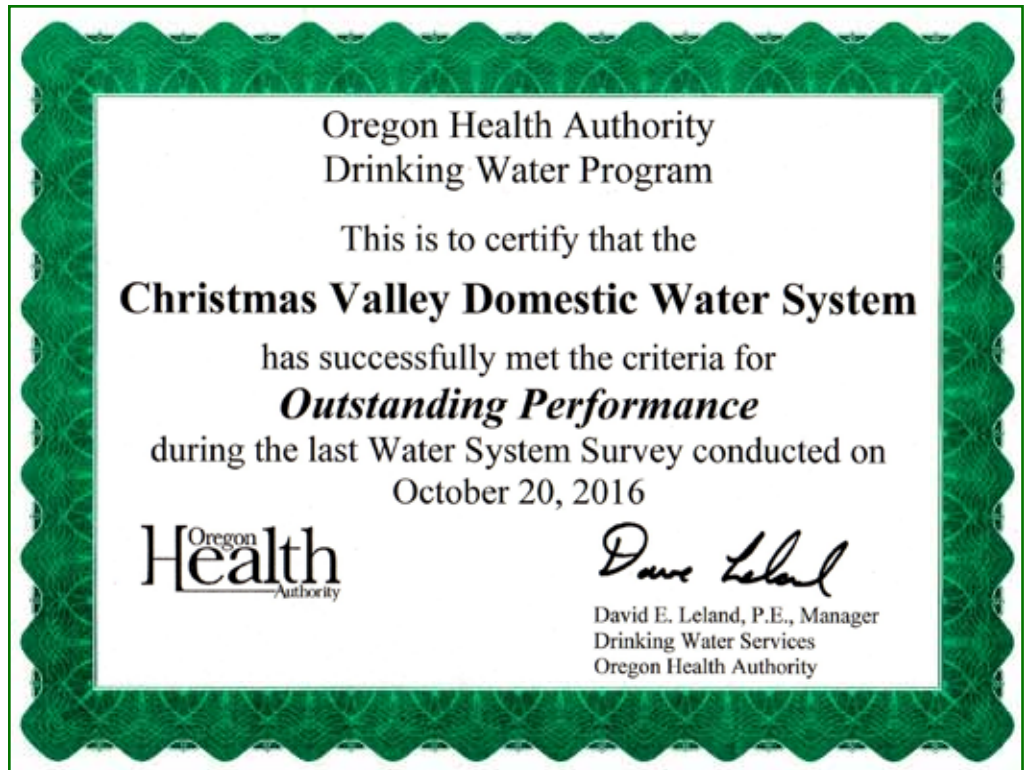 Oregon Health Authority
Drinking Water Program
This is to certify that the
Christmas Valley Domestic Water System
has successfully met the criteria for
Outstanding Performance
during the last Water System Survey conducted on
October 20, 2016
Oregon
Health
Authority
Dave Leland
David E. Leland, P.E., Manager
Drinking Water Services
Oregon Health Authority